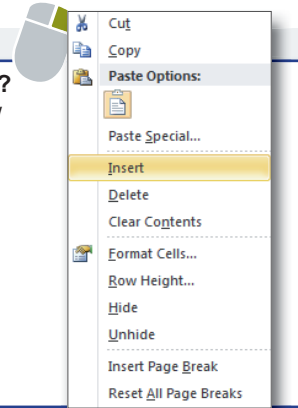 ?
Cut
Copy
Paste Options:
Paste Special...
Insert
Delete
Clear Contents
Format Cells...
Row Height...
Hide
Unhide
Insert Page Break
Reset All Page Breaks